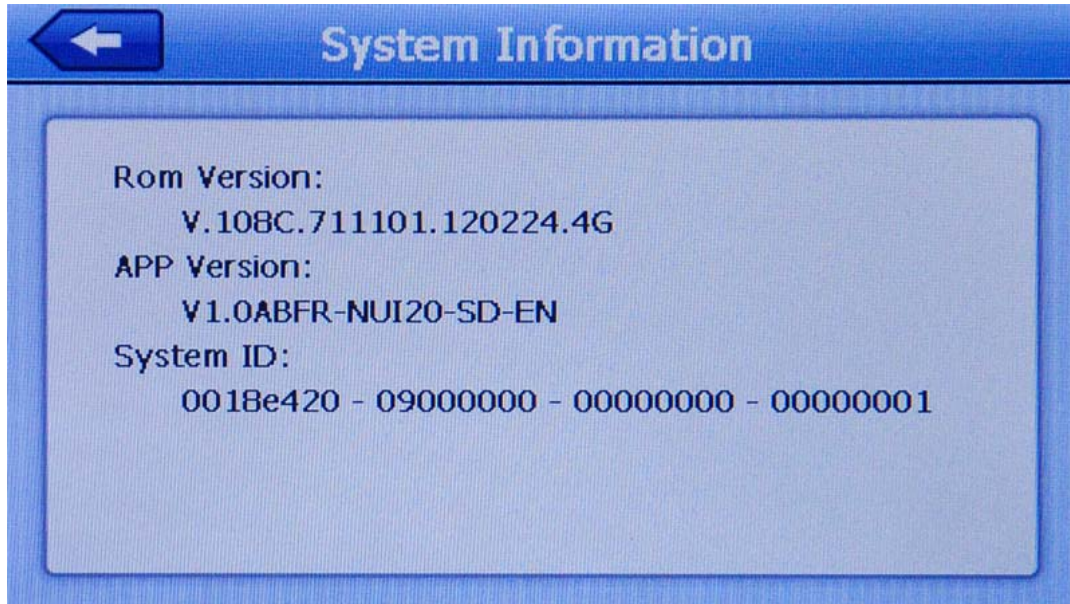 System Information
Rom Version:
V.108C.711101.120224.4G
APP Version:
V1.0ABFR-NUI20-SD-EN
System ID:
0018e420 - 09000000 - 00000000 - 00000001